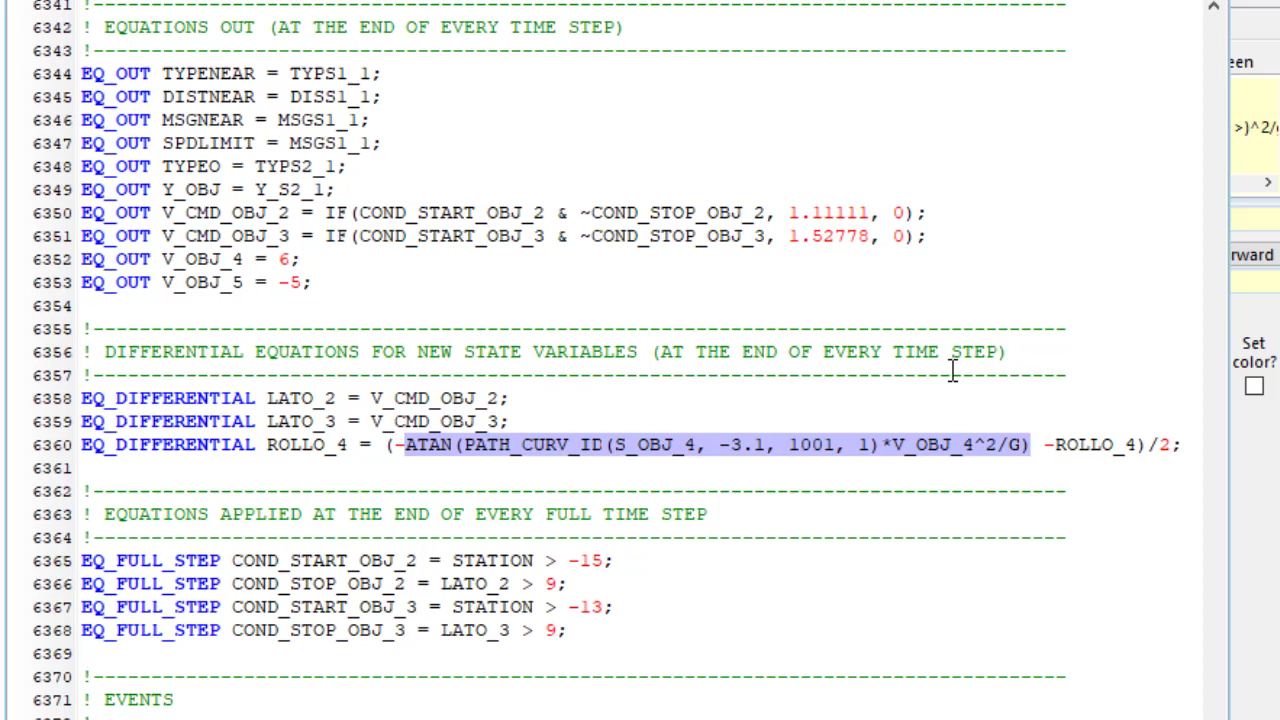 6341 !-----------------------------------------------------------------------------------
6342 ! EQUATIONS OUT (AT THE END OF EVERY TIME STEP)
6343 !-----------------------------------------------------------------------------------
6344 EQ_OUT TYPENEAR = TYPS1_1;
6345 EQ_OUT DISTNEAR = DISS1_1;
6346 EQ_OUT MSGNEAR = MSGS1_1;
6347 EQ_OUT SPDLIMIT = MSGS1_1;
6348 EQ_OUT TYPEO = TYPS2_1;
6349 EQ_OUT Y_OBJ = Y_S2_1;
6350 EQ_OUT V_CMD_OBJ_2 = IF(COND_START_OBJ_2 & ~COND_STOP_OBJ_2, 1.11111, 0);
6351 EQ_OUT V_CMD_OBJ_3 = IF(COND_START_OBJ_3 & ~COND_STOP_OBJ_3, 1.52778, 0);
6352 EQ_OUT V_OBJ_4 = 6;
6353 EQ_OUT V_OBJ_5 = -5;
6354
6355 !-----------------------------------------------------------------------------------
6356 ! DIFFERENTIAL EQUATIONS FOR NEW STATE VARIABLES (AT THE END OF EVERY TIME STEP)
6357 !-----------------------------------------------------------------------------------
6358 EQ_DIFFERENTIAL LATO_2 = V_CMD_OBJ_2;
6359 EQ_DIFFERENTIAL LATO_3 = V_CMD_OBJ_3;
6360 EQ_DIFFERENTIAL ROLLO_4 = (-ATAN(PATH_CURV_ID(S_OBJ_4, -3.1, 1001, 1)*V_OBJ_4^2/G) -ROLLO_4)/2;
6361
6362 !-----------------------------------------------------------------------------------
6363 ! EQUATIONS APPLIED AT THE END OF EVERY FULL TIME STEP
6364 !-----------------------------------------------------------------------------------
6365 EQ_FULL_STEP COND_START_OBJ_2 = STATION > -15;
6366 EQ_FULL_STEP COND_STOP_OBJ_2 = LATO_2 > 9;
6367 EQ_FULL_STEP COND_START_OBJ_3 = STATION > -13;
6368 EQ_FULL_STEP COND_STOP_OBJ_3 = LATO_3 > 9;
6369
6370 !-----------------------------------------------------------------------------------
6371 ! EVENTS
een
>)^2/
rward
Set
color?